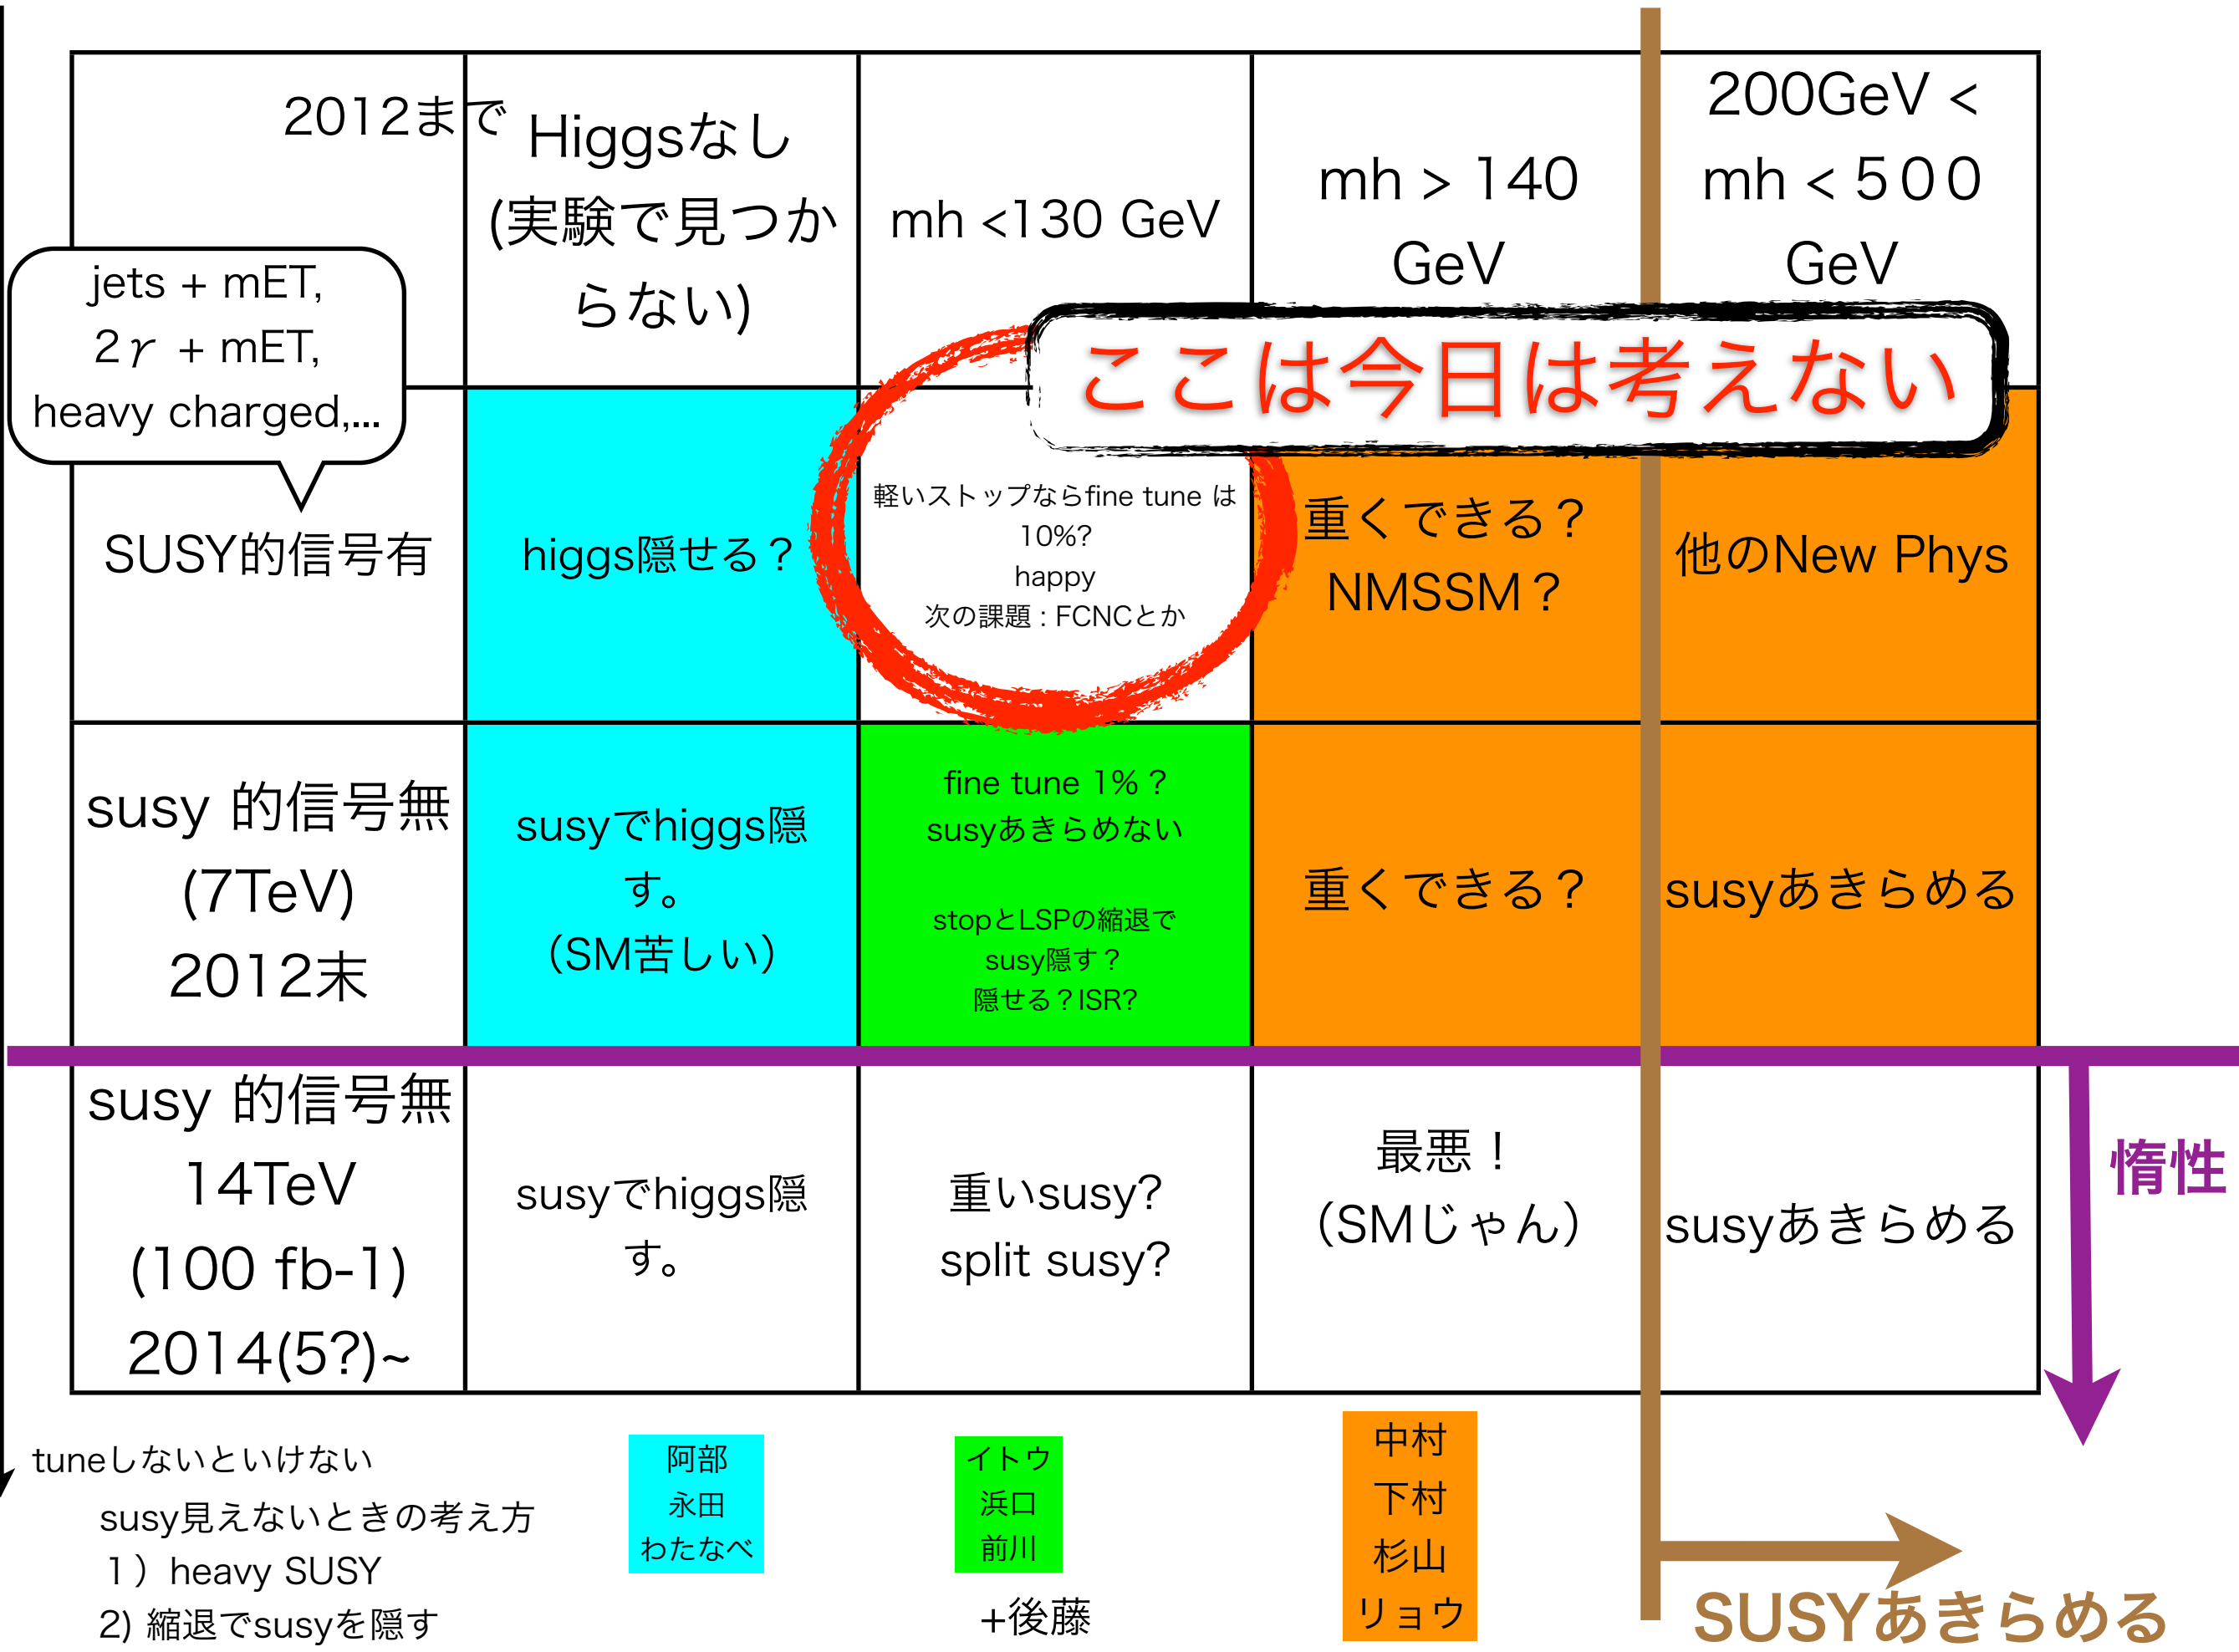 2012まで
Higgsなし
(実験で見つか
らない)
mh <130 GeV
mh > 140
GeV
200GeV <
mh < 500
GeV
jets + mET,
2γ + mET,
heavy charged,...
ここは今日は考えない
SUSY的信号有
higgs隠せる？
軽いストップならfine tune は
10%?
happy
次の課題：FCNCとか
重くできる？
NMSSM？
他のNew Phys
susy 的信号無
(7TeV)
2012末
susyでhiggs隠
す。
（SM苦しい）
fine tune 1%？
susyあきらめない
stopとLSPの縮退で
susy隠す？
隠せる？ISR?
重くできる？
susyあきらめる
susy 的信号無
14TeV
(100 fb-1)
2014(5?)~
susyでhiggs隠
す。
重いsusy?
split susy?
最悪！
（SMじゃん）
susyあきらめる
惰性
tuneしないといけない
susy見えないときの考え方
１）heavy SUSY
2) 縮退でsusyを隠す
阿部
永田
わたなべ
イトウ
浜口
前川
+後藤
中村
下村
杉山
リョウ
SUSYあきらめる